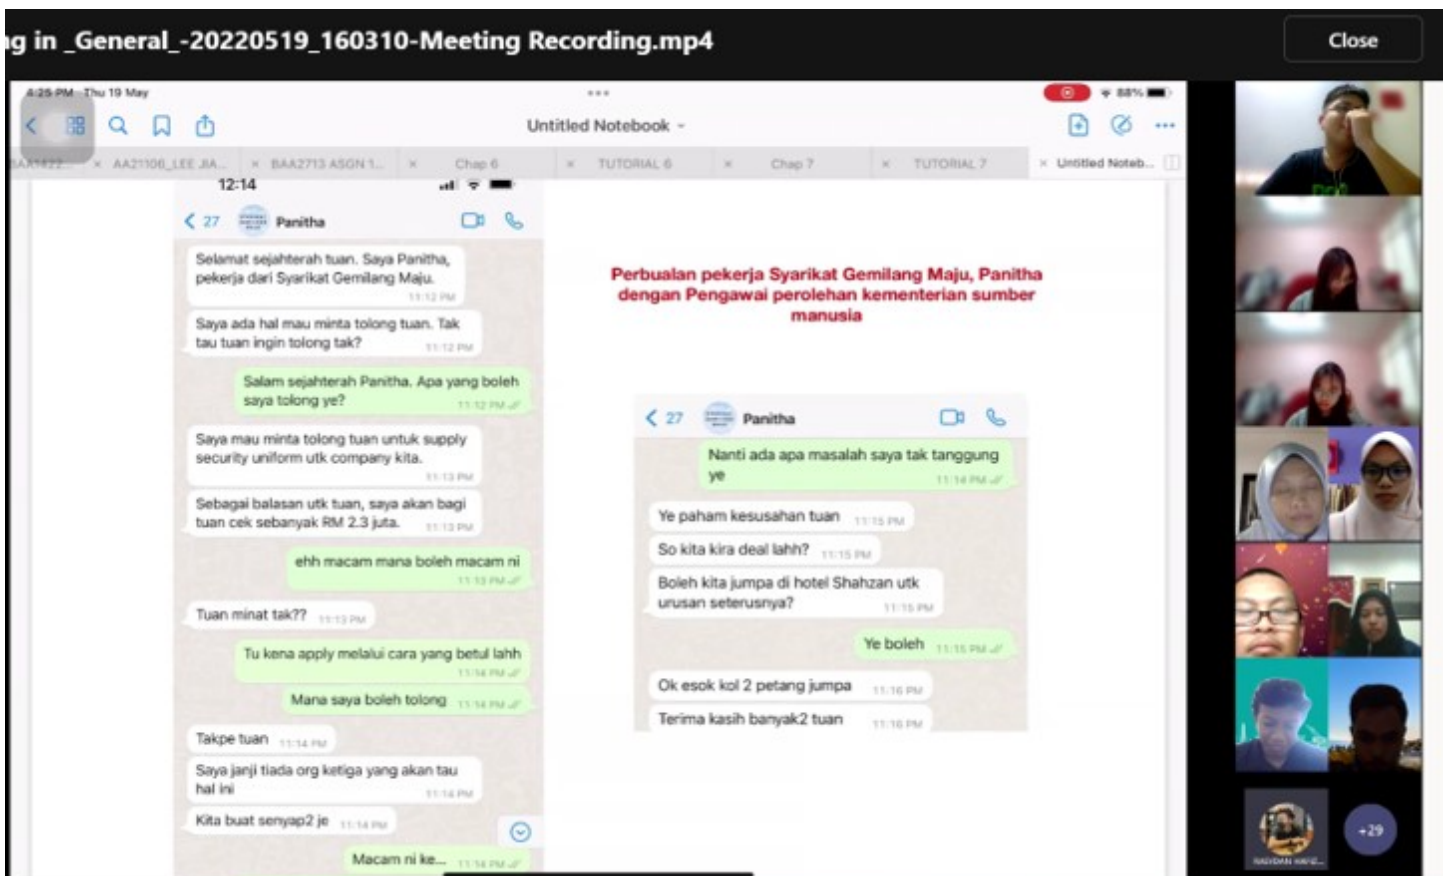 ng in _General_-20220519_160310-Meeting Recording.mp4
Close
4:25 PM Thu 19 May
88%
Untitled Notebook
AA21106_LEE JIA...
BAA2713 ASGN 1...
Chap 6
TUTORIAL 6
Chap 7
TUTORIAL 7
Untitled Noteb...
12:14
27
Panitha
Selamat sejahterah tuan. Saya Panitha,
pekerja dari Syarikat Gemilang Maju.
11:12 PM
Saya ada hal mau minta tolong tuan. Tak
tau tuan ingin tolong tak?
11:12 PM
Salam sejahterah Panitha. Apa yang boleh
saya tolong ye?
11:12 PM
Saya mau minta tolong tuan untuk supply
security uniform utk company kita.
11:13 PM
Sebagai balasan utk tuan, saya akan bagi
tuan cek sebanyak RM 2.3 juta.
11:13 PM
ehh macam mana boleh macam ni
11:13 PM
Tuan minat tak??
11:13 PM
Tu kena apply melalui cara yang betul lahh
11:14 PM
Mana saya boleh tolong
11:14 PM
Takpe tuan
11:14 PM
Saya janji tiada org ketiga yang akan tau
hal ini
11:14 PM
Kita buat senyap2 je
11:14 PM
Macam ni ke...
11:14 PM
Perbualan pekerja Syarikat Gemilang Maju, Panitha
dengan Pengawai perolehan kementerian sumber
manusia
27
Panitha
Nanti ada apa masalah saya tak tanggung
ye
11:14 PM
Ye paham kesusahan tuan
11:15 PM
So kita kira deal lahh?
11:15 PM
Boleh kita jumpa di hotel Shahzan utk
urusan seterusnya?
11:15 PM
Ye boleh
11:15 PM
Ok esok kol 2 petang jumpa
11:16 PM
Terima kasih banyak2 tuan
11:16 PM
+29